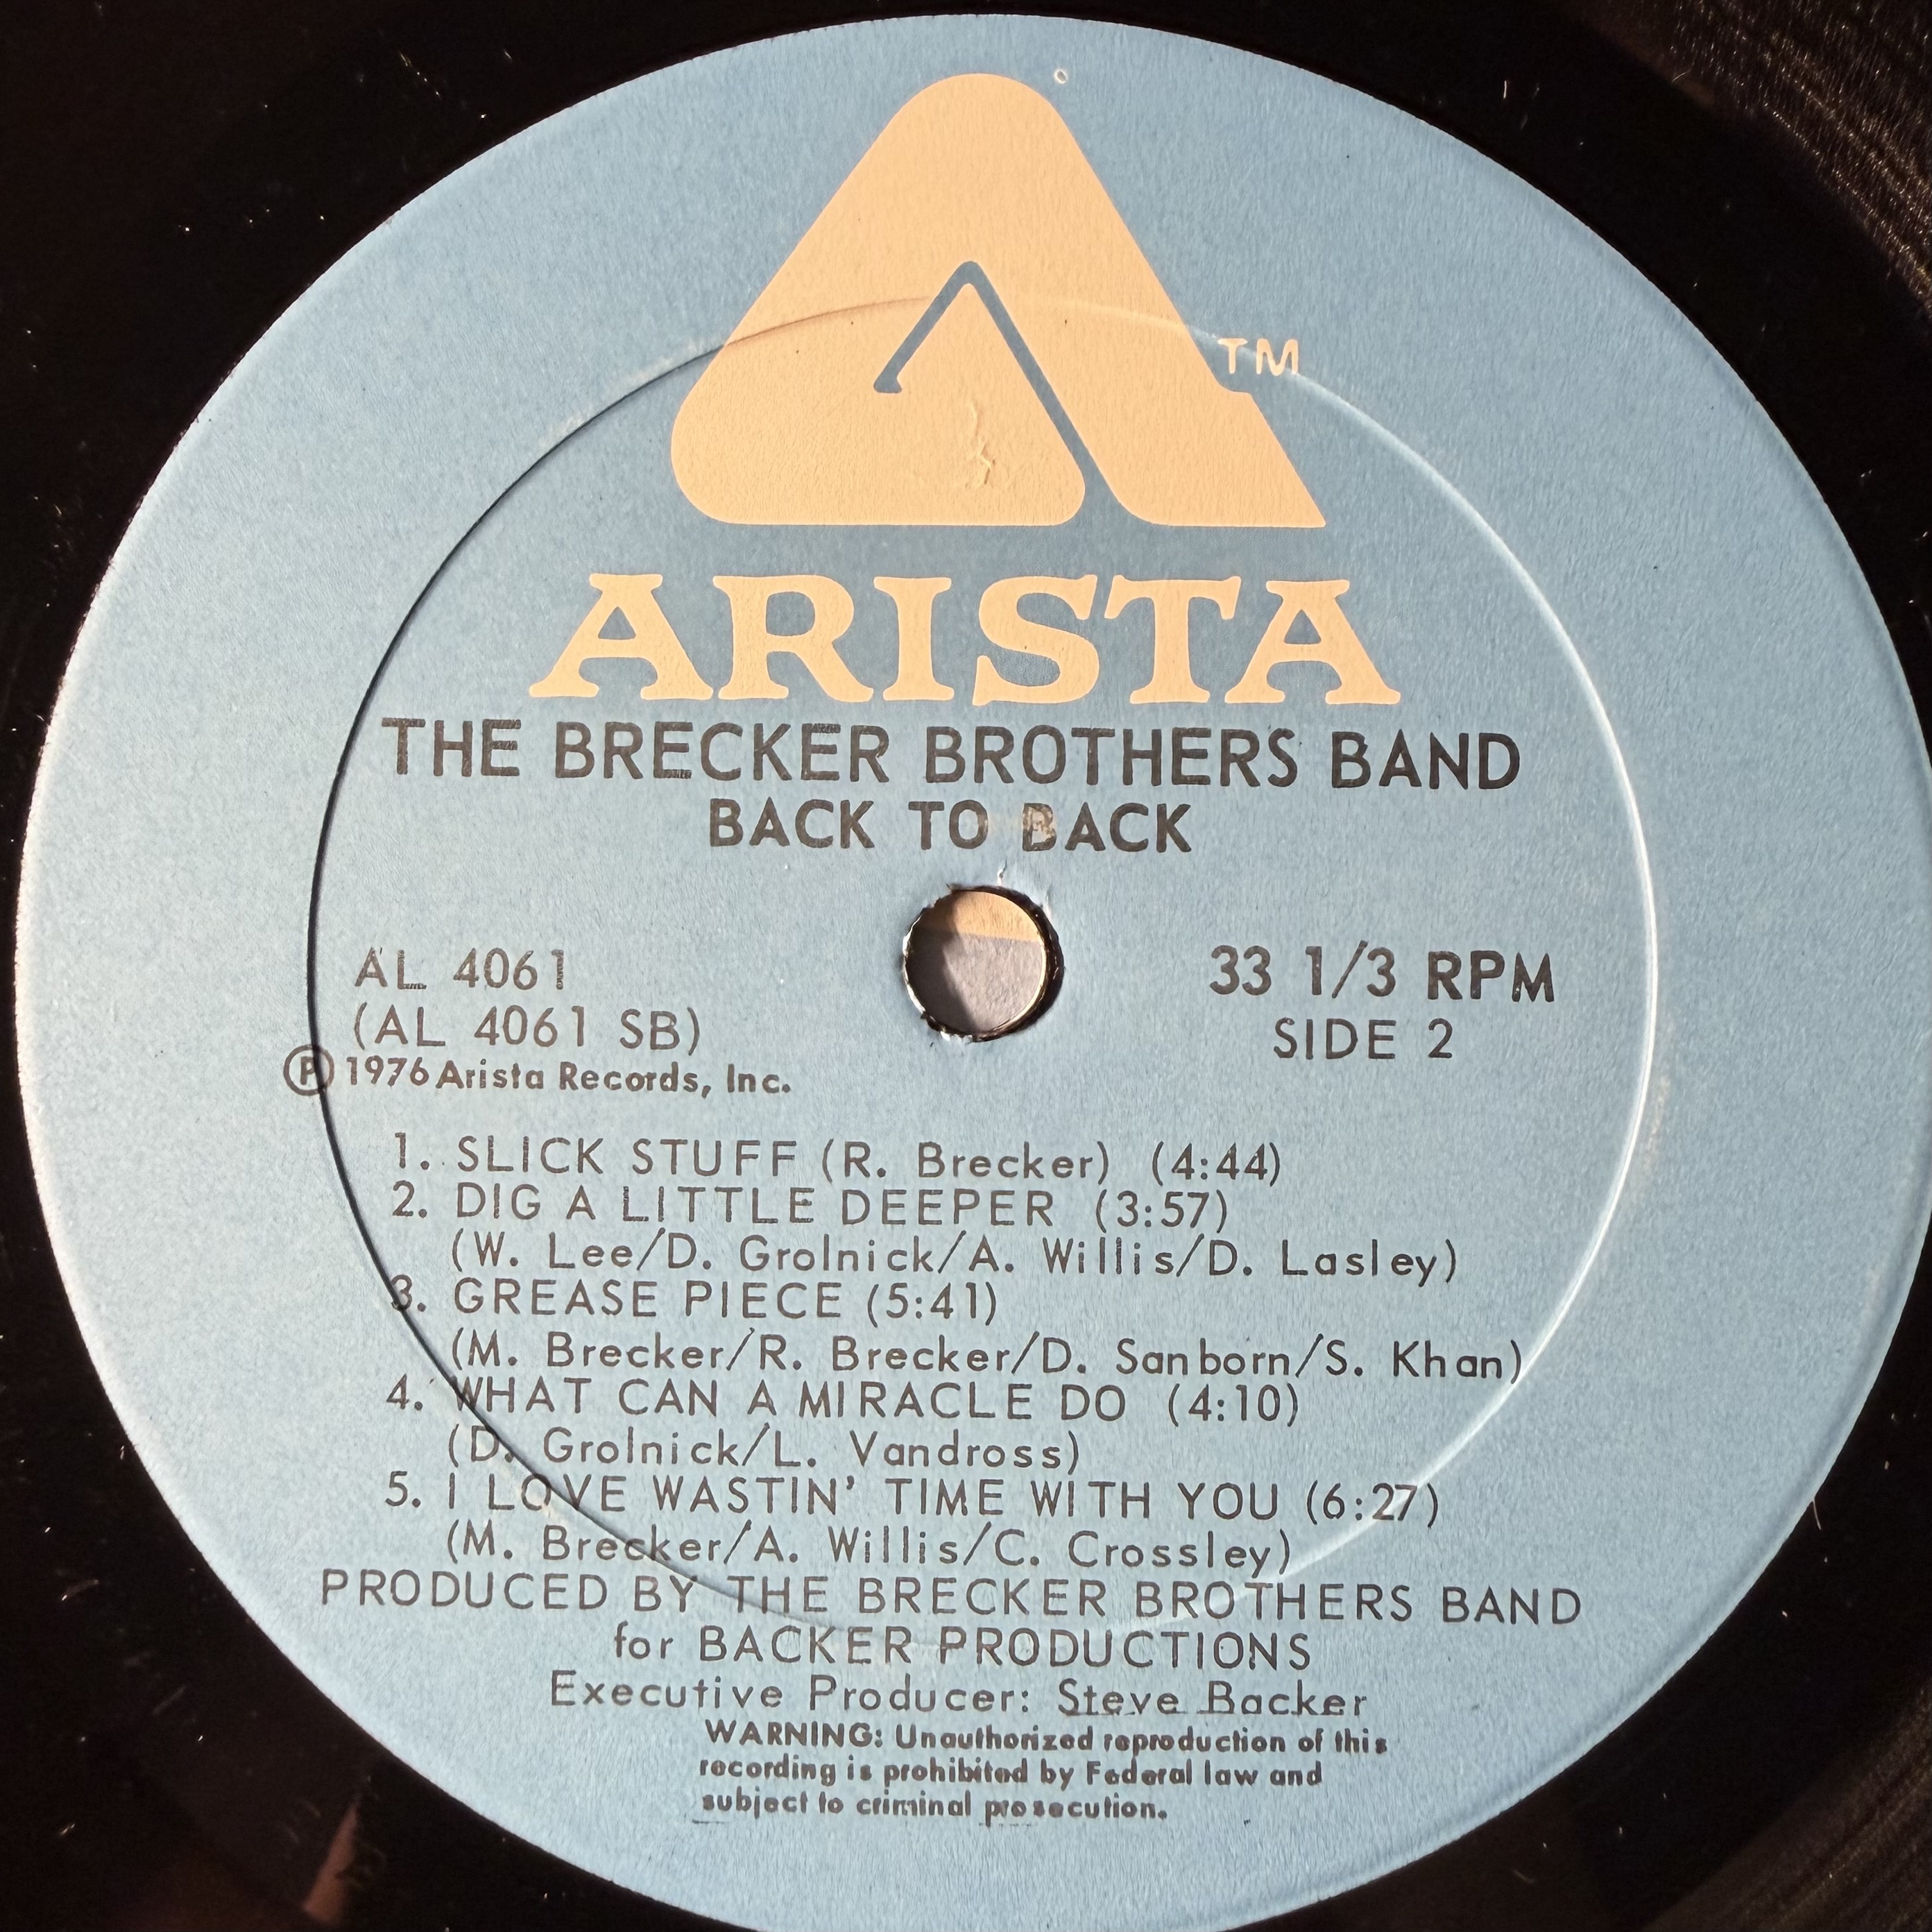 TM
ARISTA
THE BRECKER BROTHERS BAND
BACK TO BACK
AL 4061
(AL 4061 SB)
℗ 1976 Arista Records, Inc.
33 1/3 RPM
SIDE 2
1. SLICK STUFF (R. Brecker) (4:44)
2. DIG A LITTLE DEEPER (3:57)
(W. Lee/D. Grolnick/A. Willis/D. Lasley)
3. GREASE PIECE (5:41)
(M. Brecker/R. Brecker/D. Sanborn/S. Khan)
4. WHAT CAN A MIRACLE DO (4:10)
(D. Grolnick/L. Vandross)
5. I LOVE WASTIN' TIME WITH YOU (6:27)
(M. Brecker/A. Willis/C. Crossley)
PRODUCED BY THE BRECKER BROTHERS BAND
for BACKER PRODUCTIONS
Executive Producer: Steve Backer
WARNING: Unauthorized reproduction of this
recording is prohibited by Federal law and
subject to criminal prosecution.